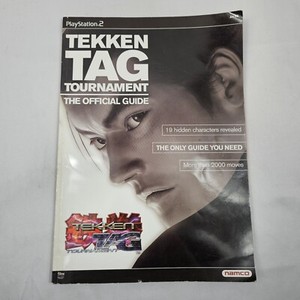 PlayStation.2
TEKKEN
TAG
TOURNAMENT
THE OFFICIAL GUIDE
19 hidden characters revealed
THE ONLY GUIDE YOU NEED
More than 2000 moves
TEKKEN
TAG
TOURNAMENT
namco